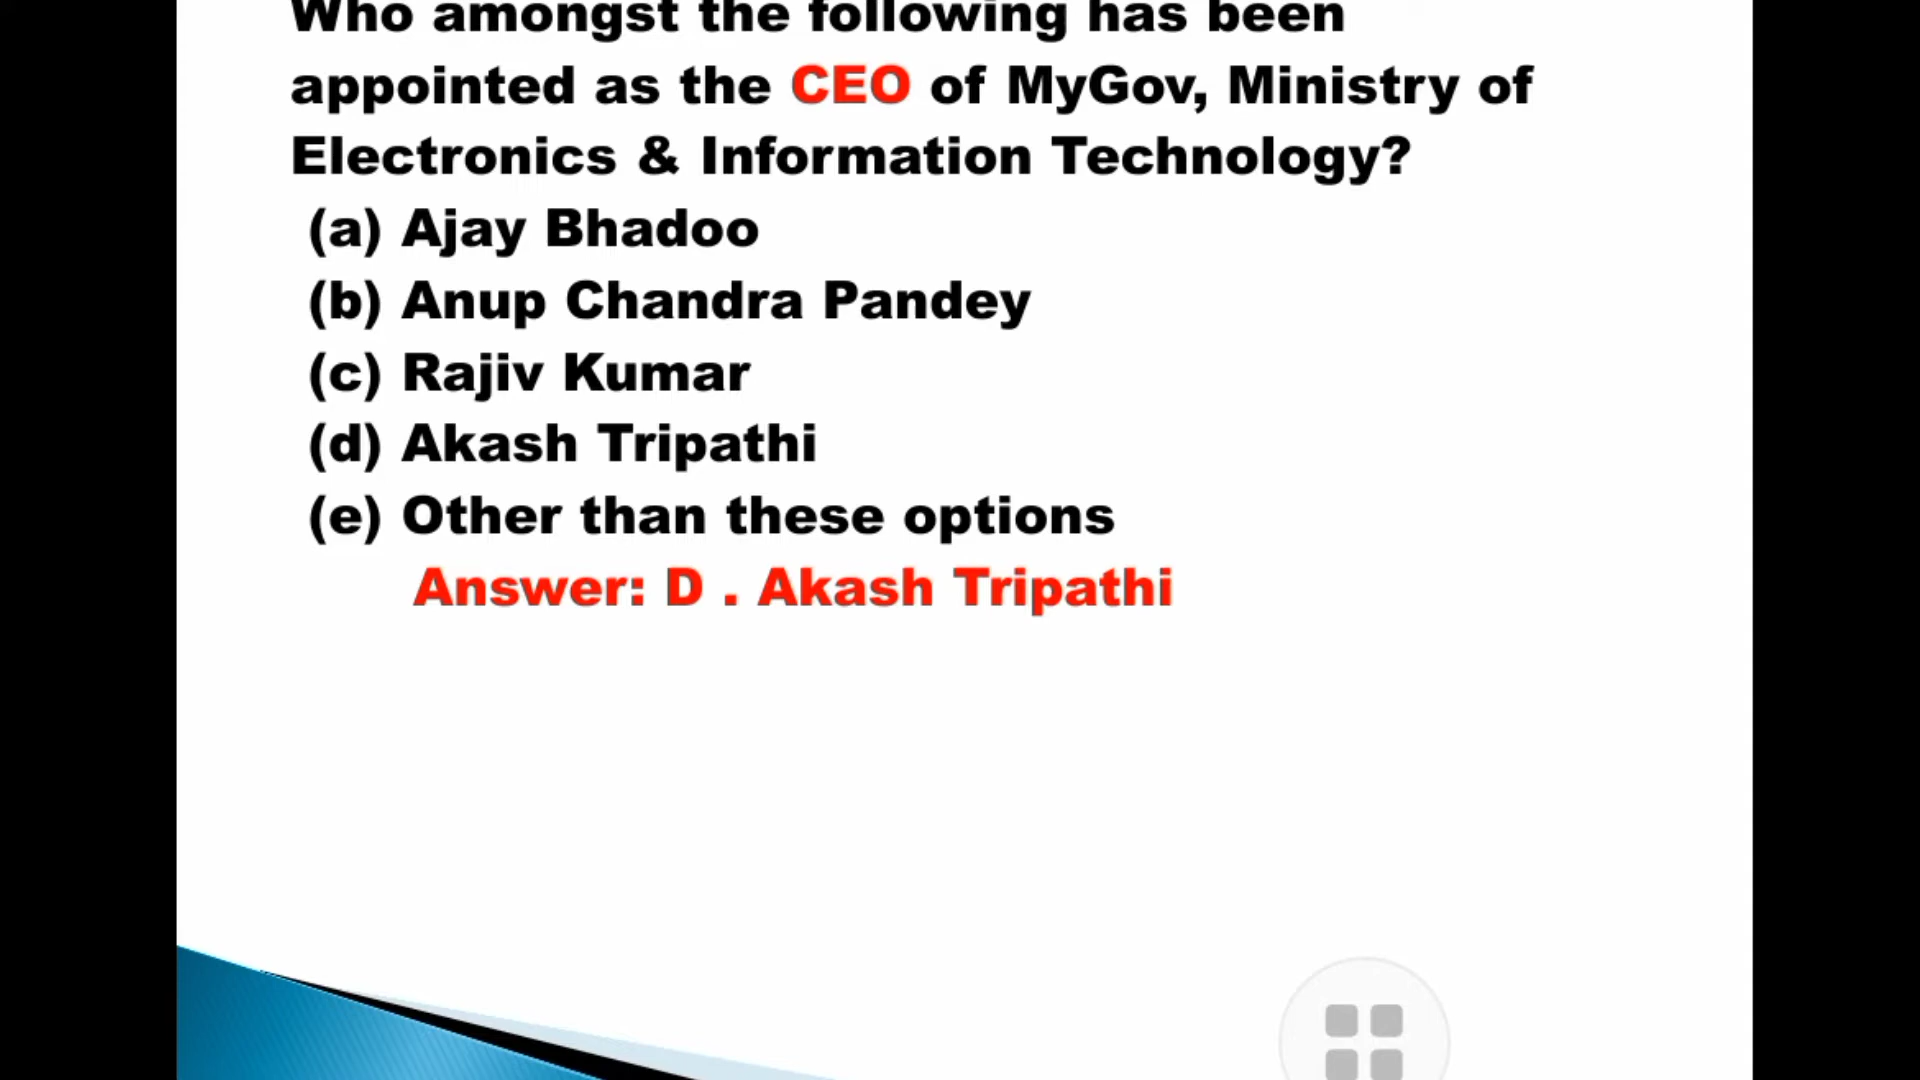 Who amongst the following has been
appointed as the CEO of MyGov, Ministry of
Electronics & Information Technology?
(a) Ajay Bhadoo
(b) Anup Chandra Pandey
(c) Rajiv Kumar
(d) Akash Tripathi
(e) Other than these options
Answer: D . Akash Tripathi